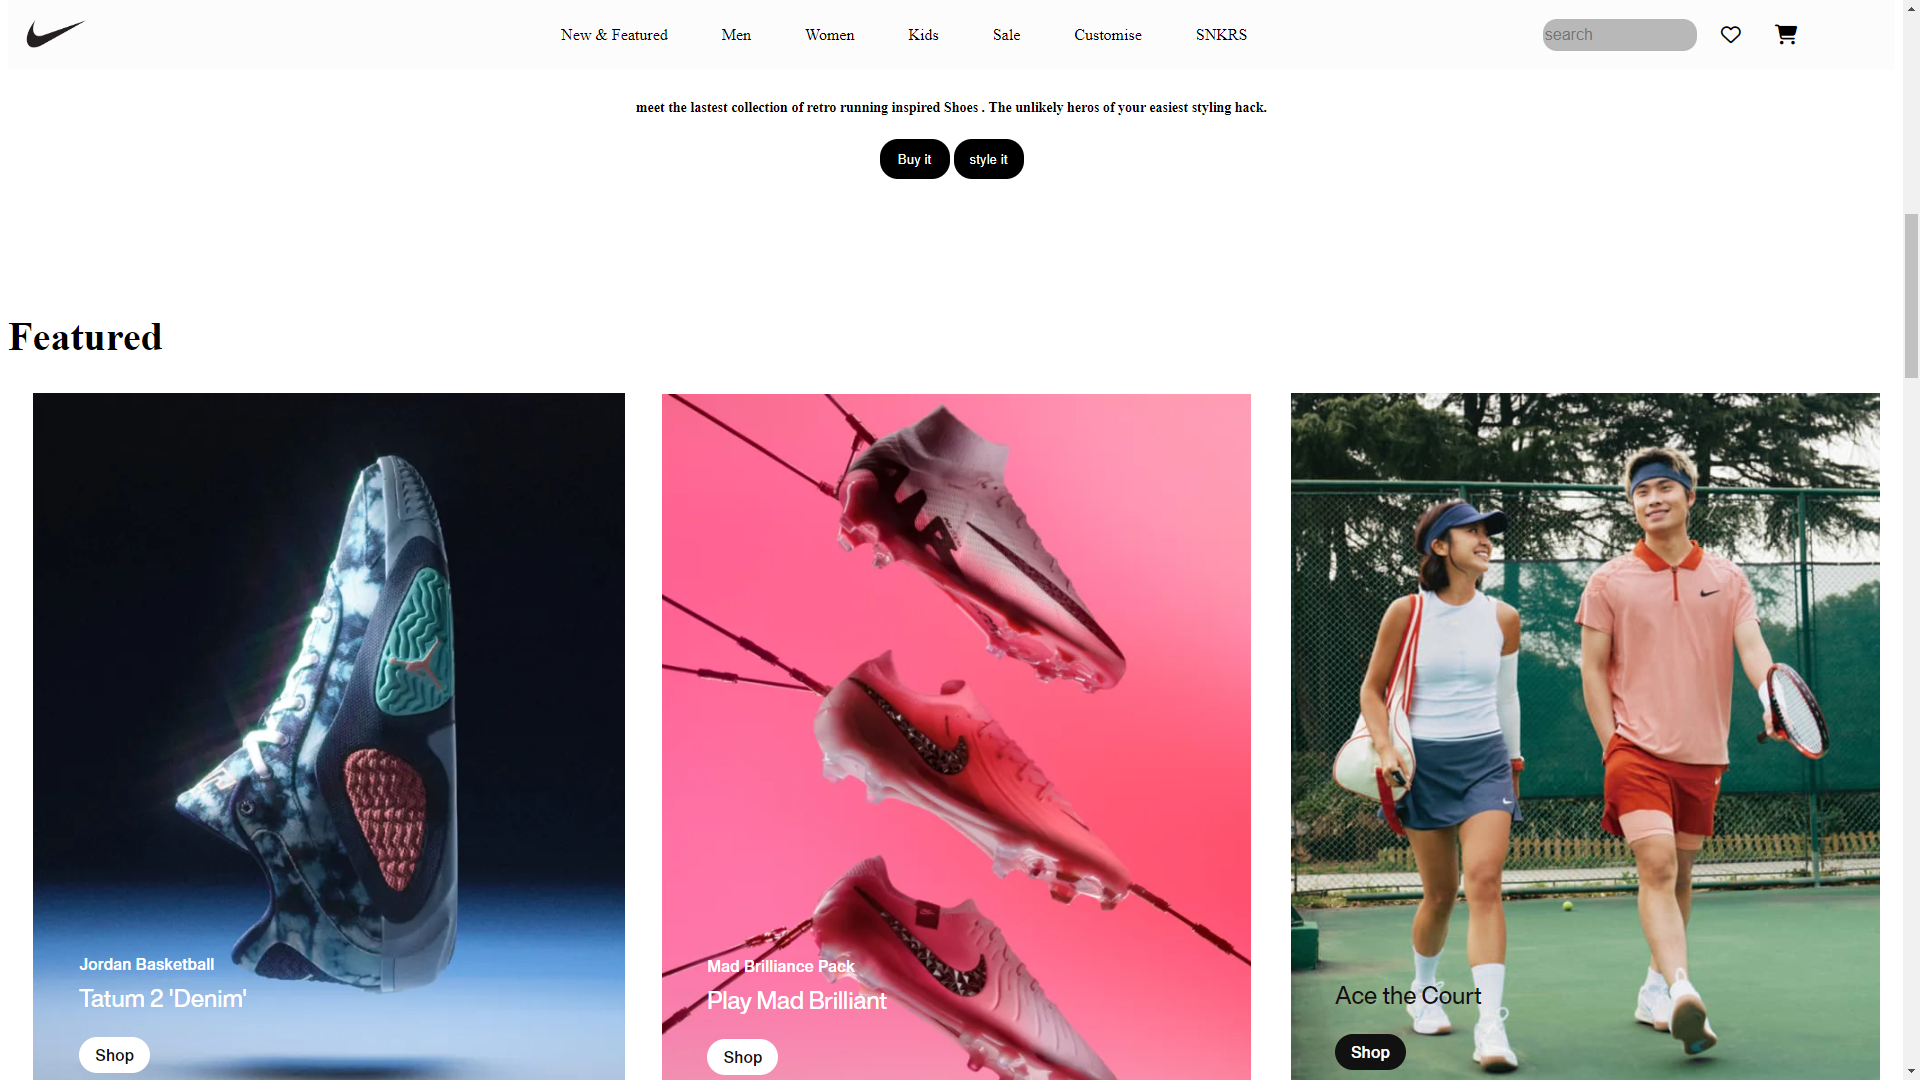 New & Featured Men Women Kids Sale Customise SNKRS search
meet the lastest collection of retro running inspired Shoes . The unlikely heros of your easiest styling hack.
Buy it style it
Featured
Jordan Basketball
Tatum 2 'Denim'
Shop
Mad Brilliance Pack
Play Mad Brilliant
Shop
Ace the Court
Shop